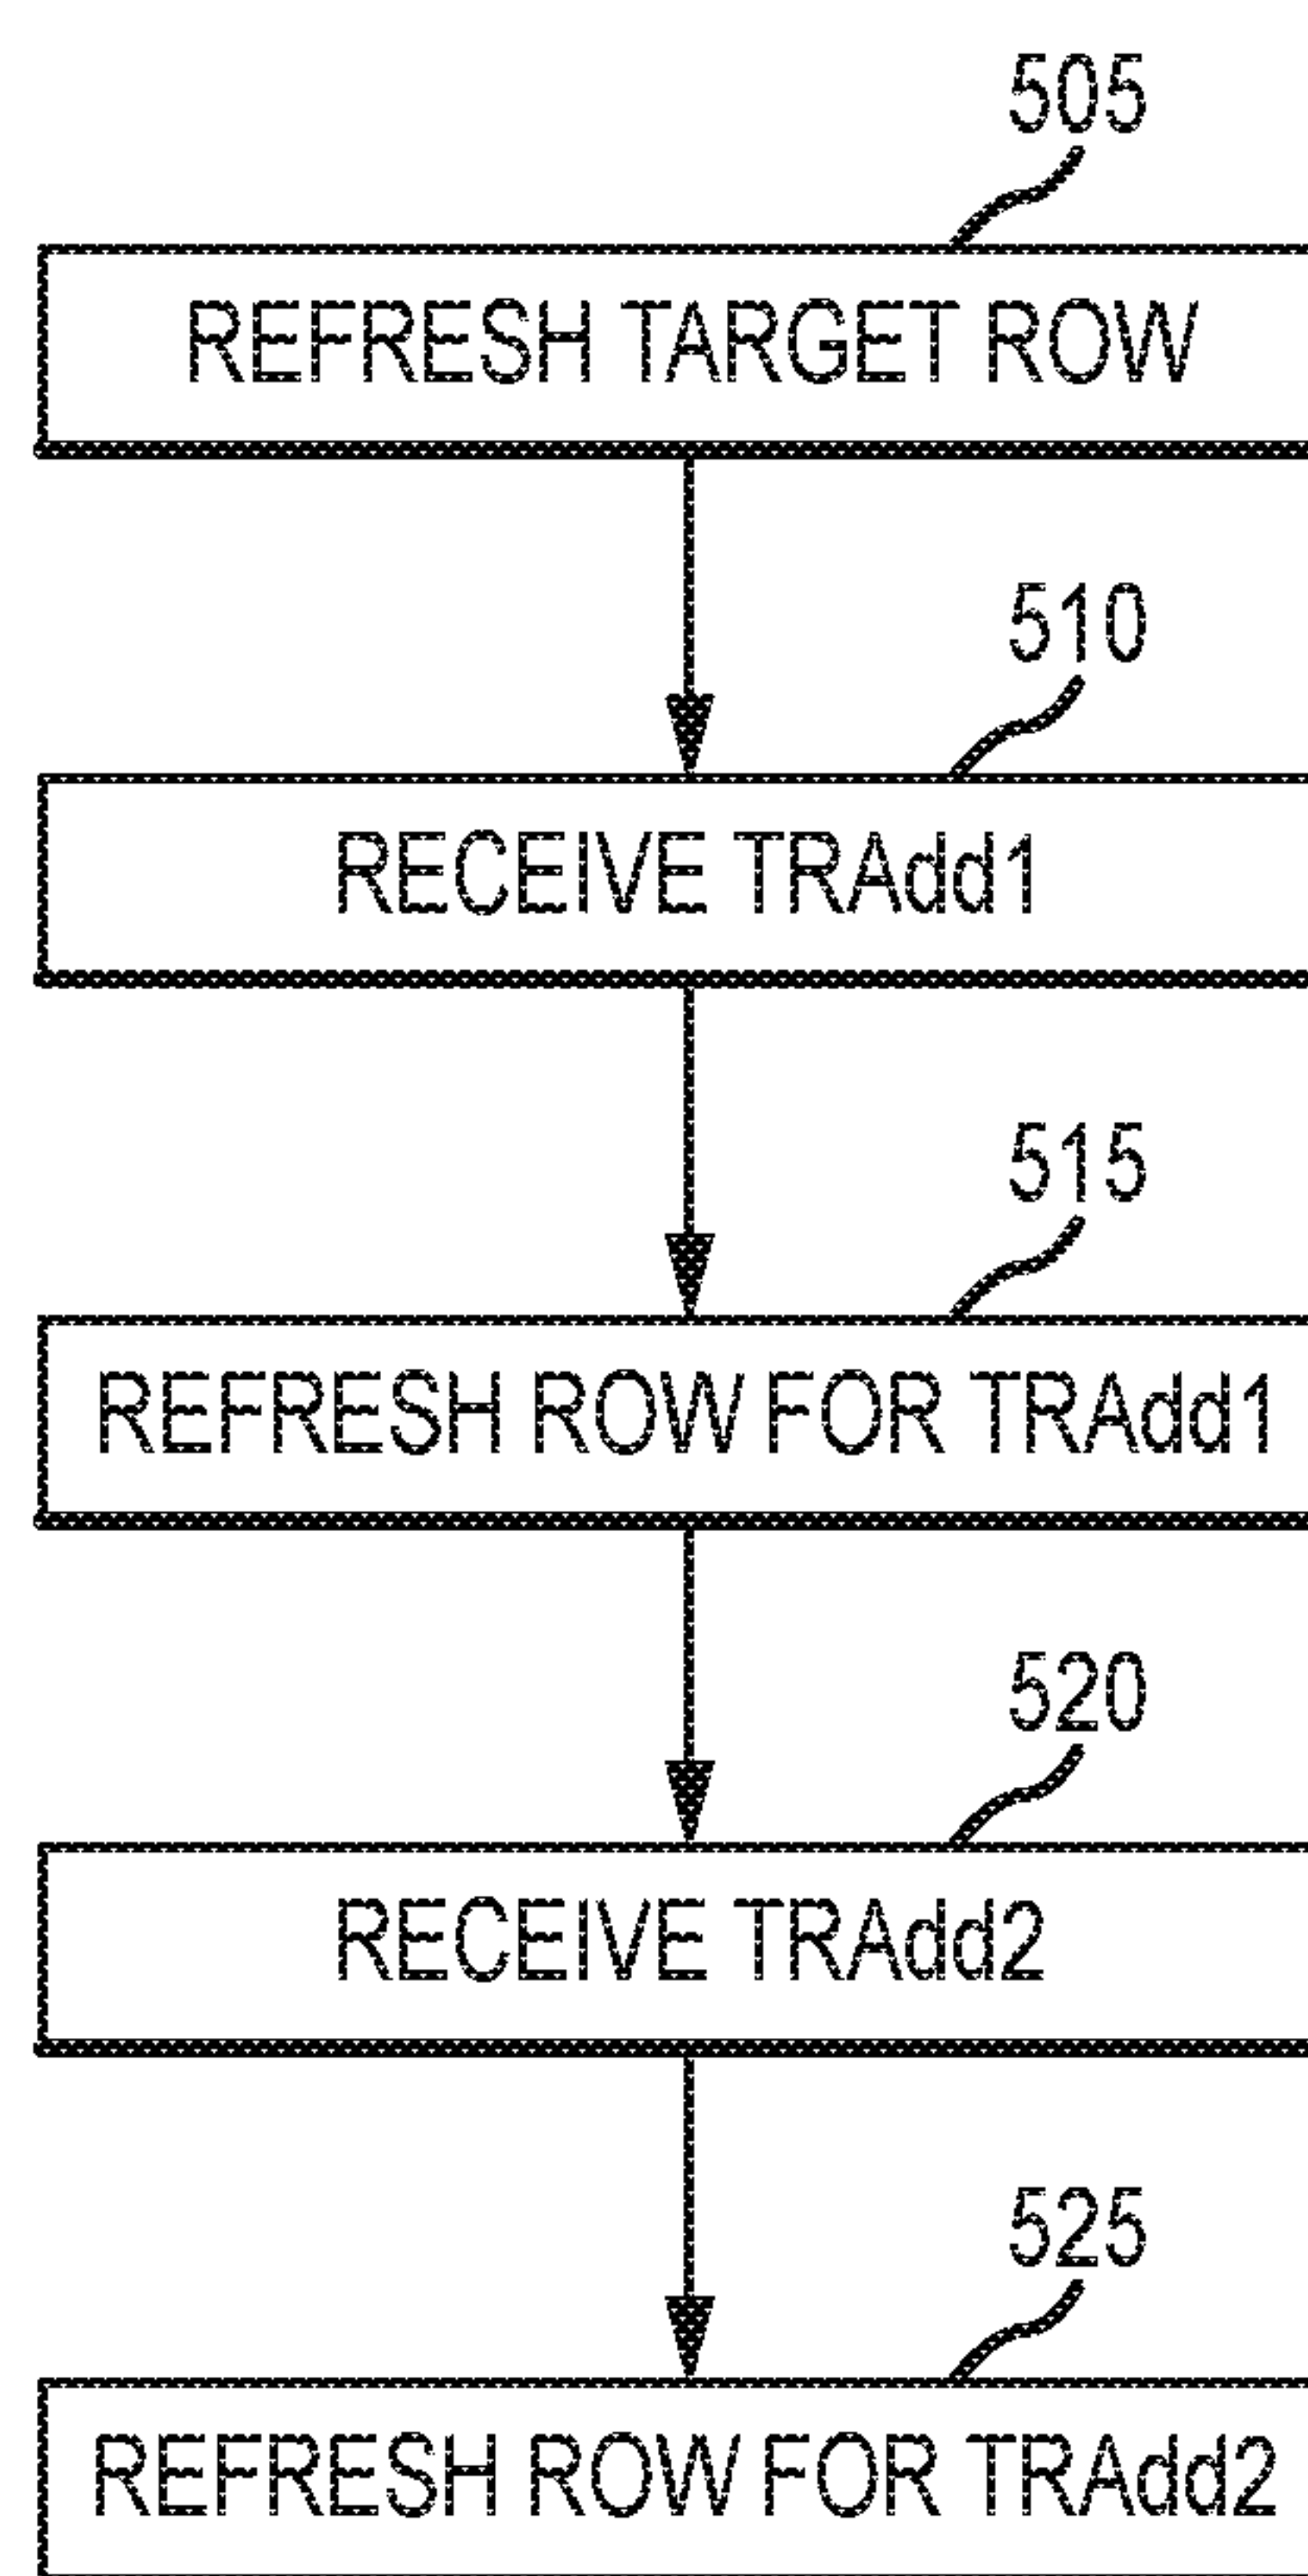 505
REFRESH TARGET ROW
510
RECEIVE TRAdd1
515
REFRESH ROW FOR TRAdd1
520
RECEIVE TRAdd2
525
REFRESH ROW FOR TRAdd2